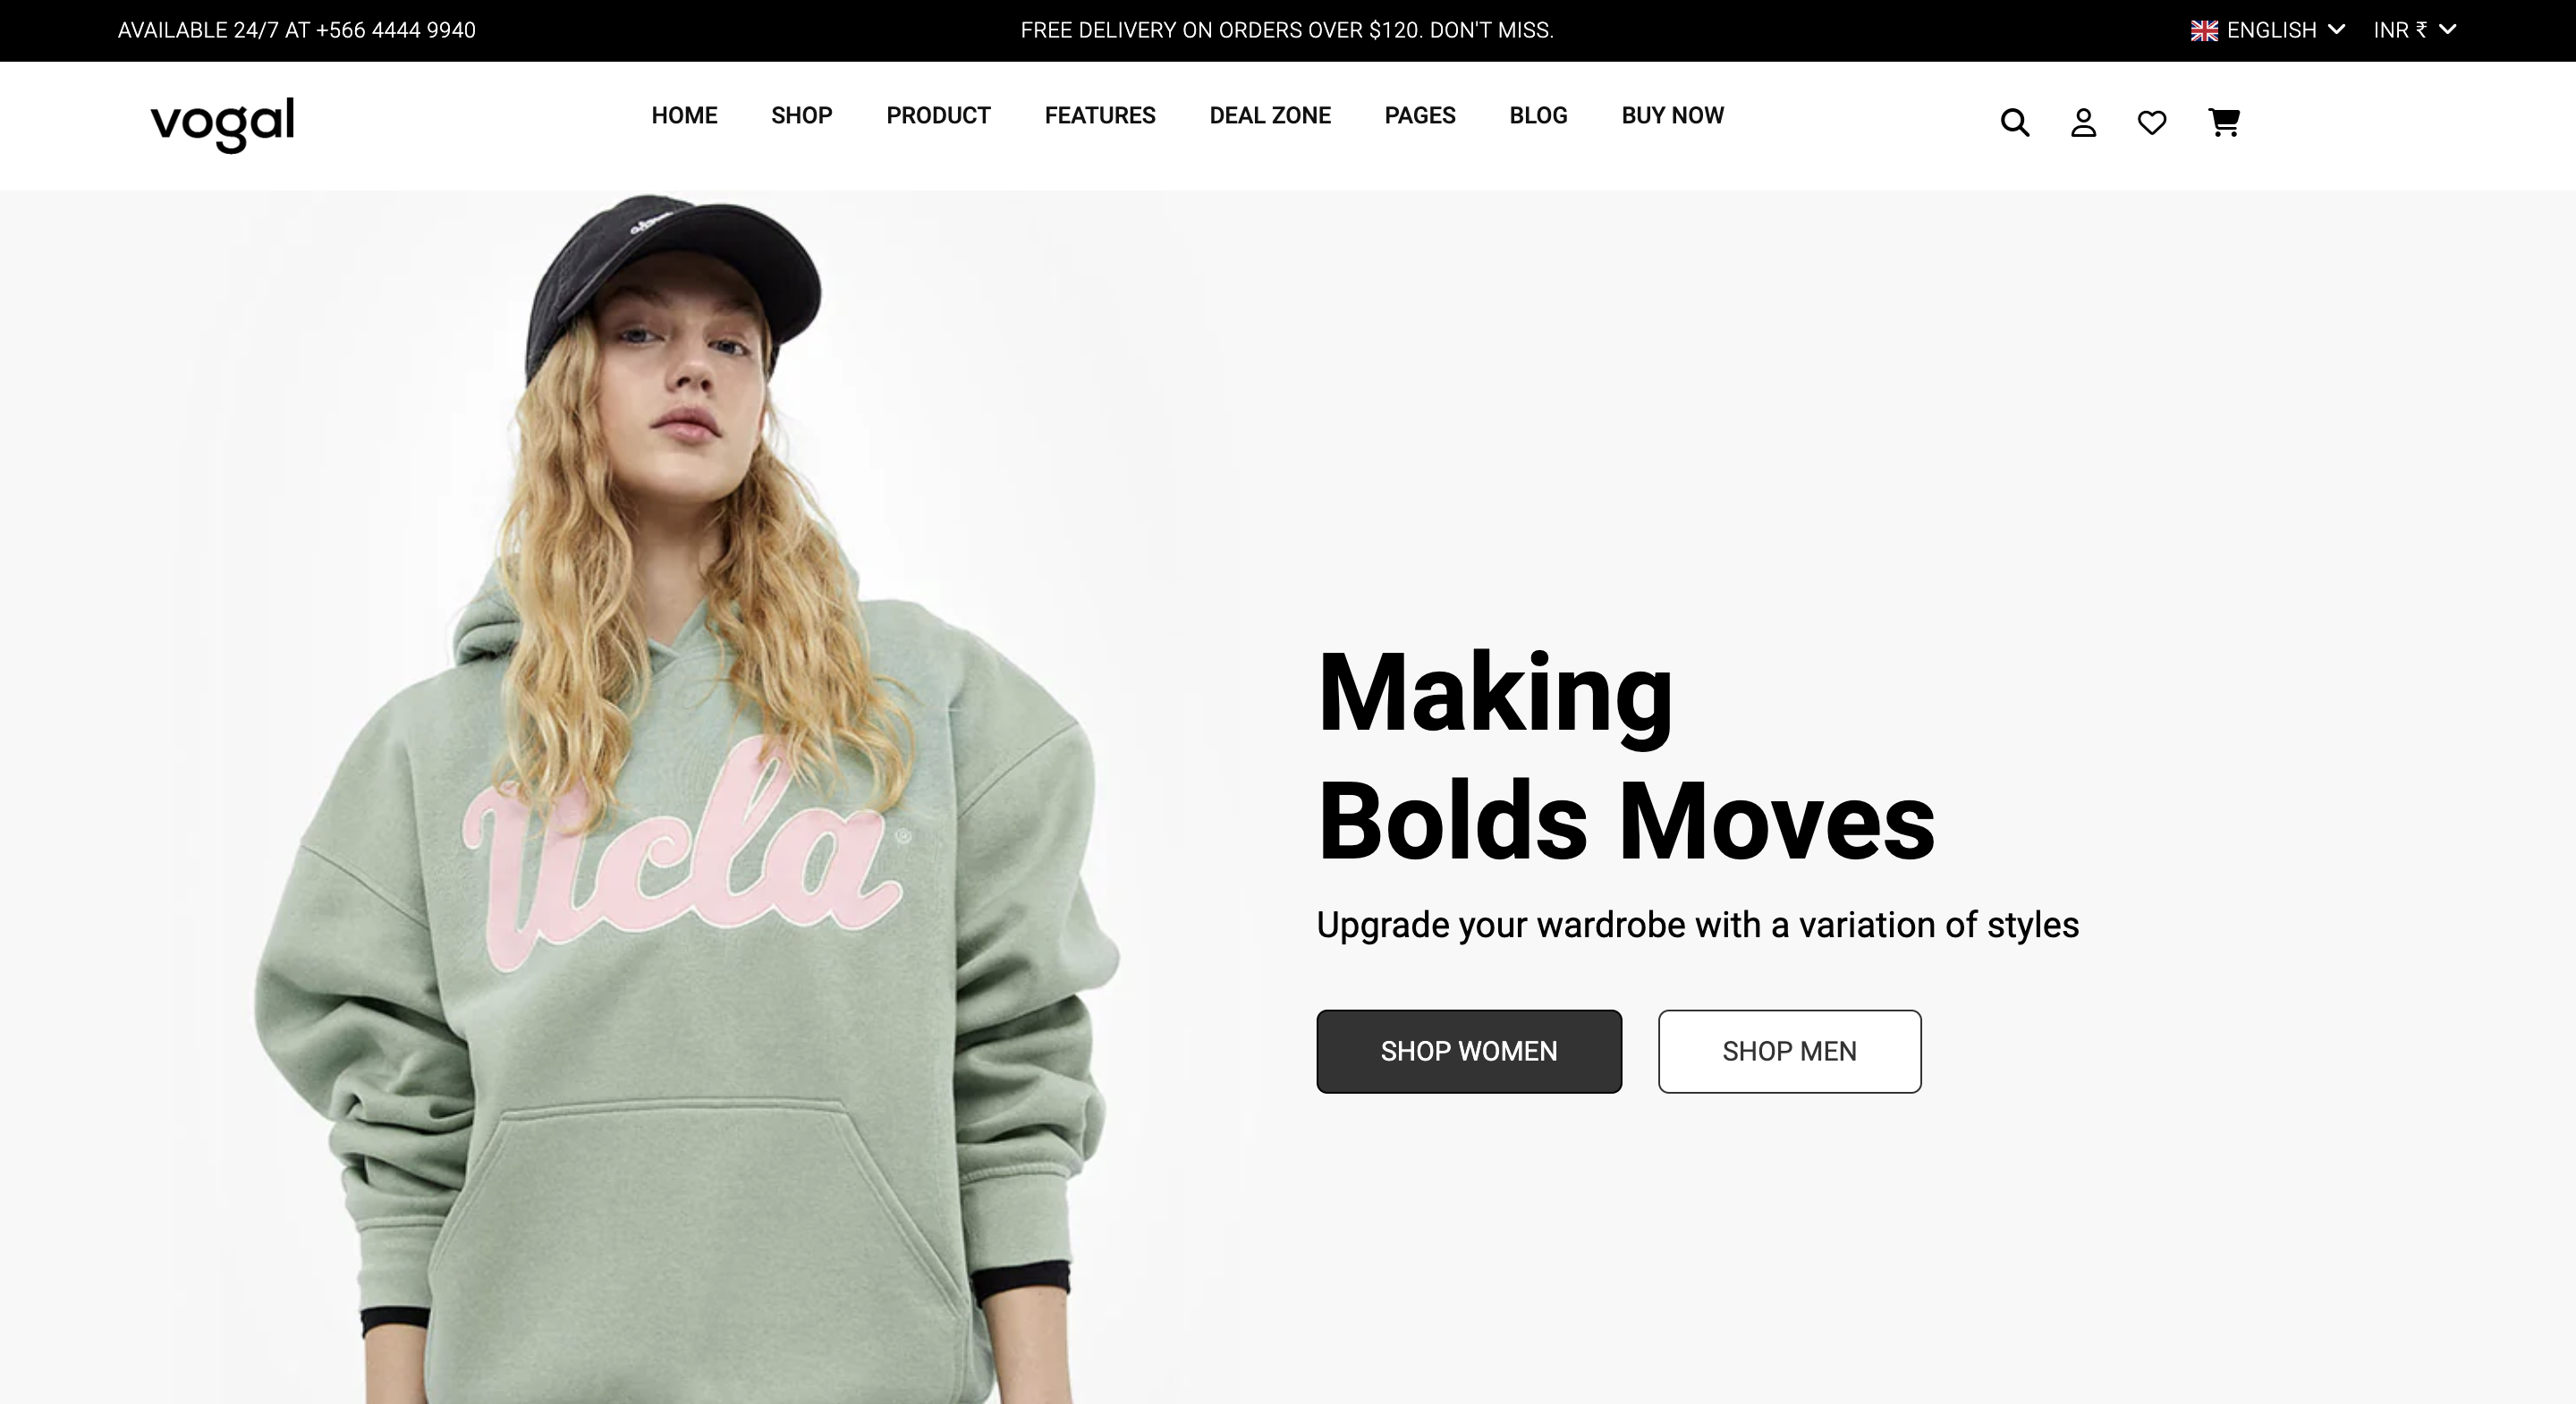 AVAILABLE 24/7 AT +566 4444 9940
FREE DELIVERY ON ORDERS OVER $120. DON'T MISS.
ENGLISH
INR ₹
vogal
HOME SHOP PRODUCT FEATURES DEAL ZONE PAGES BLOG BUY NOW
Ucla®
Making
Bolds Moves
Upgrade your wardrobe with a variation of styles
SHOP WOMEN
SHOP MEN